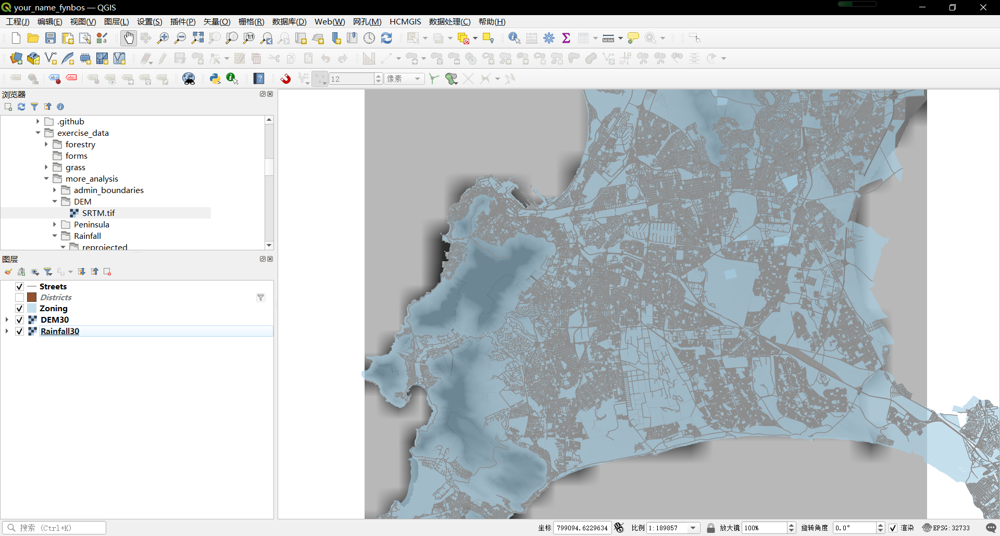 your_name_fynbos — QGIS
工程(J) 编辑(E) 视图(V) 图层(L) 设置(S) 插件(P) 矢量(O) 栅格(R) 数据库(D) Web(W) 网孔(M) HCMGIS 数据处理(C) 帮助(H)
12 像素
浏览器
.github
exercise_data
forestry
forms
grass
more_analysis
admin_boundaries
DEM
SRTM.tif
Peninsula
Rainfall
reprojected
图层
Streets
Districts
Zoning
DEM30
Rainfall30
搜索 (Ctrl+K) 坐标 799094,6229634 比例 1:189857 放大镜 100% 旋转角度 0.0° 渲染 EPSG:32733